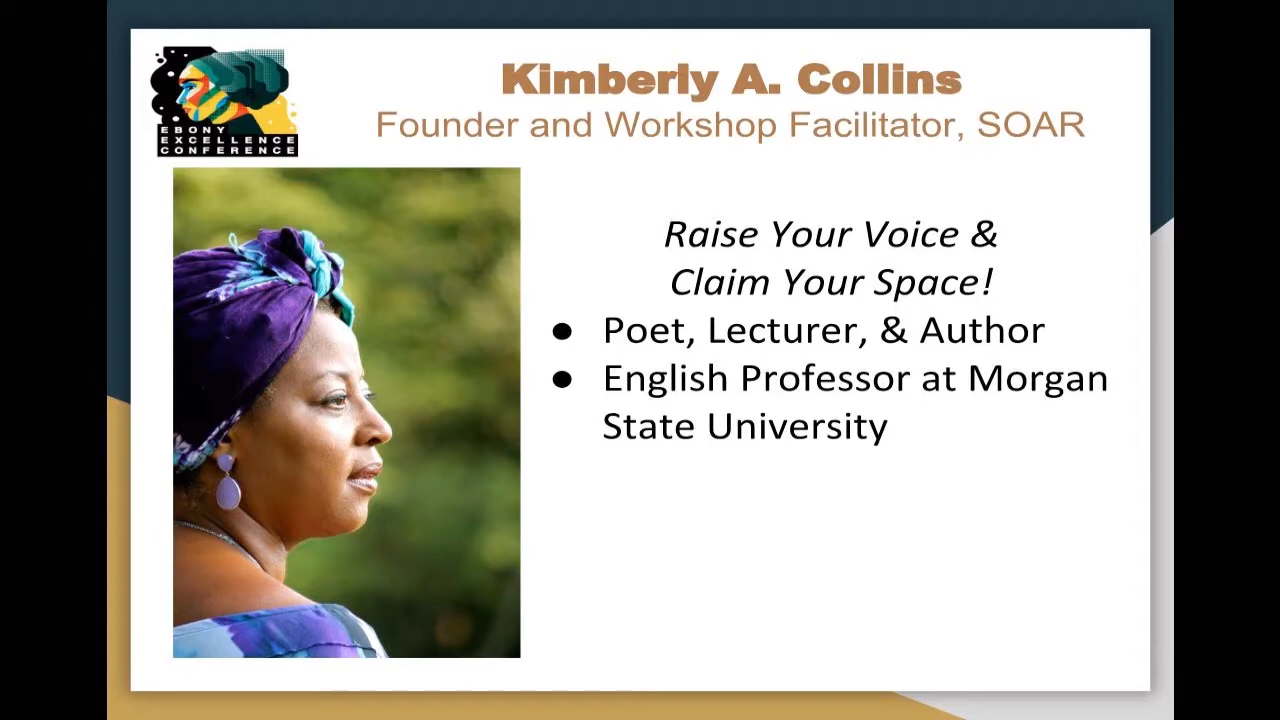 EBONY
EXCELLENCE
CONFERENCE
Kimberly A. Collins
Founder and Workshop Facilitator, SOAR
Raise Your Voice &
Claim Your Space!
● Poet, Lecturer, & Author
● English Professor at Morgan
State University